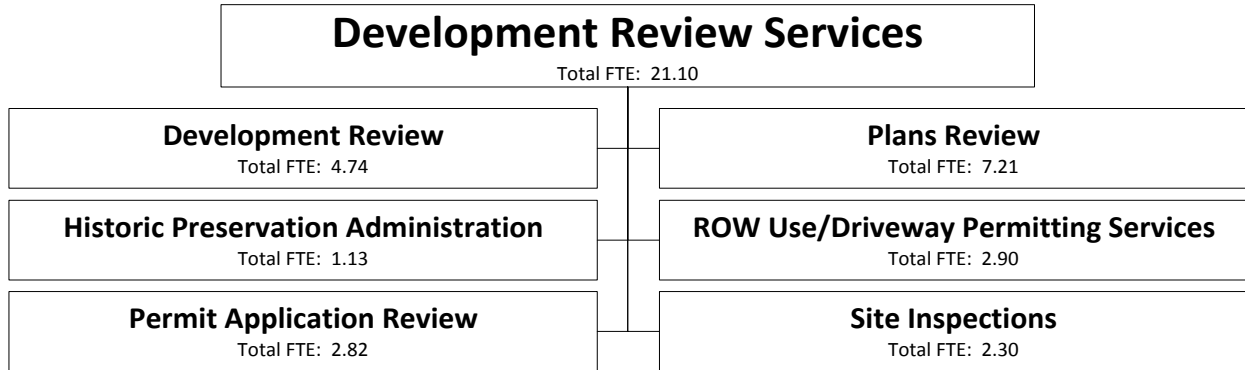 Development Review Services
Total FTE: 21.10
Development Review
Total FTE: 4.74
Plans Review
Total FTE: 7.21
Historic Preservation Administration
Total FTE: 1.13
ROW Use/Driveway Permitting Services
Total FTE: 2.90
Permit Application Review
Total FTE: 2.82
Site Inspections
Total FTE: 2.30